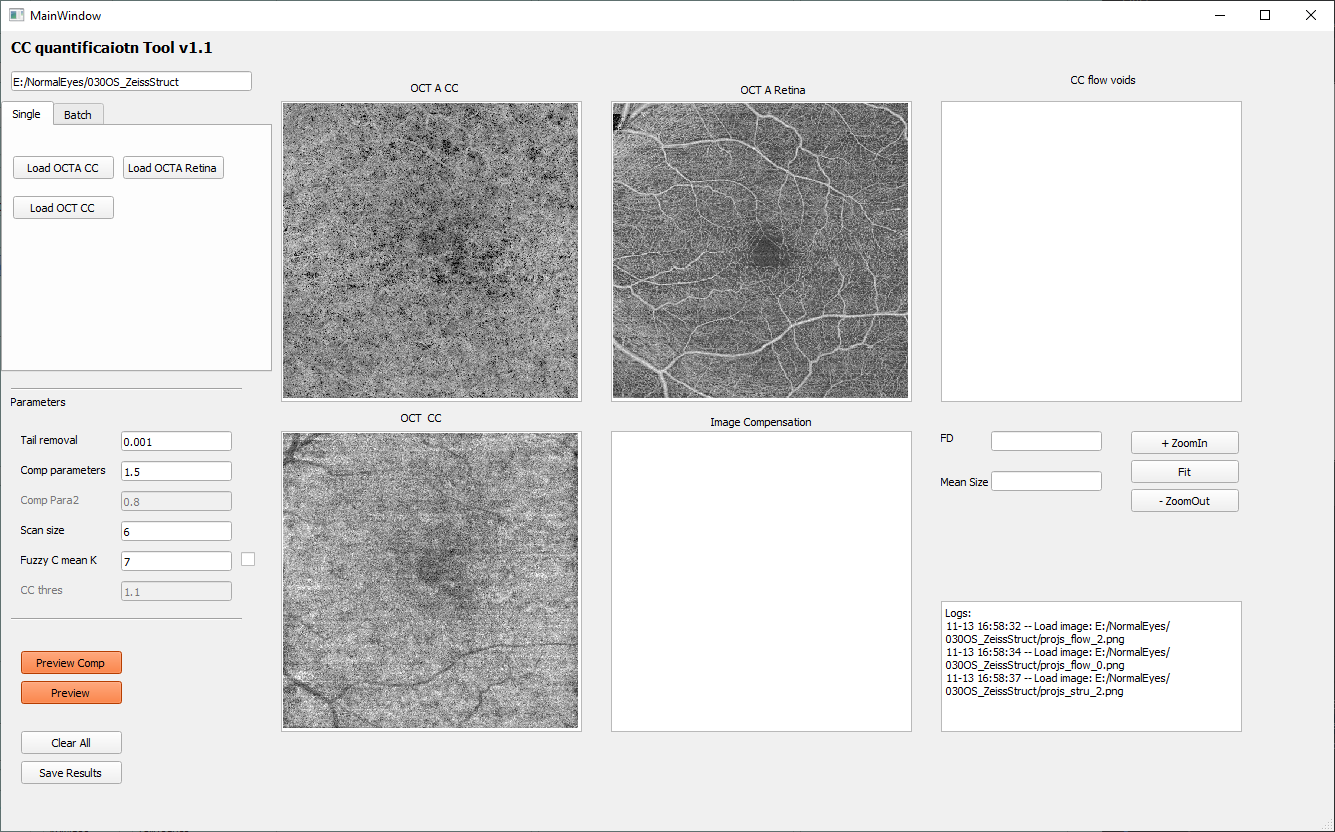 MainWindow
CC quantificaiotn Tool v1.1
E:/NormalEyes/030OS_ZeissStruct
Single
Batch
Load OCTA CC
Load OCTA Retina
Load OCT CC
Parameters
Tail removal
0.001
Comp parameters
1.5
Comp Para2
0.8
Scan size
6
Fuzzy C mean K
7
CC thres
1.1
Preview Comp
Preview
Clear All
Save Results
OCT A CC
OCT A Retina
CC flow voids
OCT  CC
Image Compensation
FD
Mean Size
+ ZoomIn
Fit
- ZoomOut
Logs:
11-13 16:58:32 -- Load image: E:/NormalEyes/
030OS_ZeissStruct/projs_flow_2.png
11-13 16:58:34 -- Load image: E:/NormalEyes/
030OS_ZeissStruct/projs_flow_0.png
11-13 16:58:37 -- Load image: E:/NormalEyes/
030OS_ZeissStruct/projs_stru_2.png